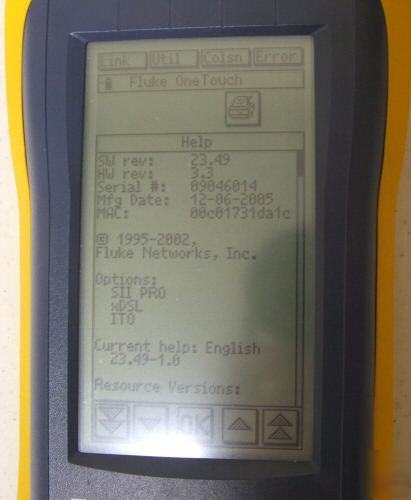 Link Util Colsn Error
Fluke OneTouch
Help
SW rev: 23.49
HW rev: 3.3
Serial #: 09046014
Mfg Date: 12-06-2005
MAC: 00c01731da1c
© 1995-2002,
Fluke Networks, Inc.
Options:
SII PRO
xDSL
ITO
Current help: English
23.49-1.0
Resource Versions:
OK